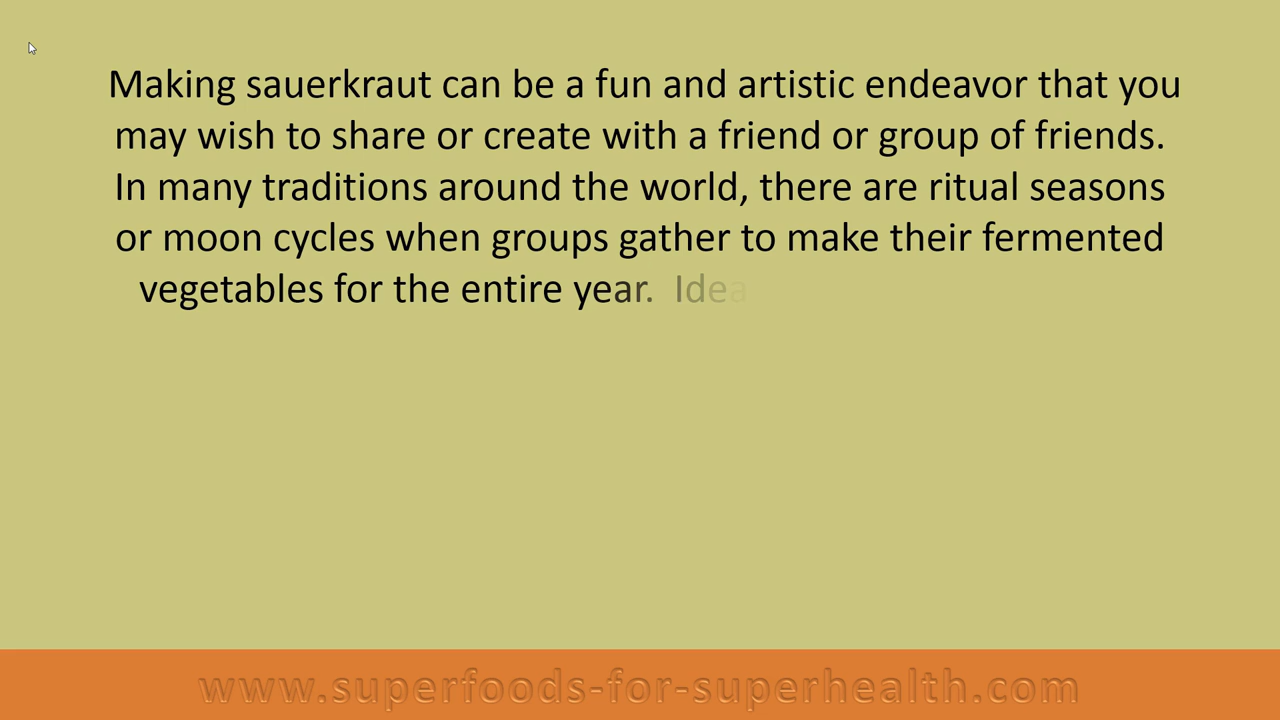 Making sauerkraut can be a fun and artistic endeavor that you
may wish to share or create with a friend or group of friends.
In many traditions around the world, there are ritual seasons
or moon cycles when groups gather to make their fermented
vegetables for the entire year. Idea
www.superfoods-for-superhealth.com